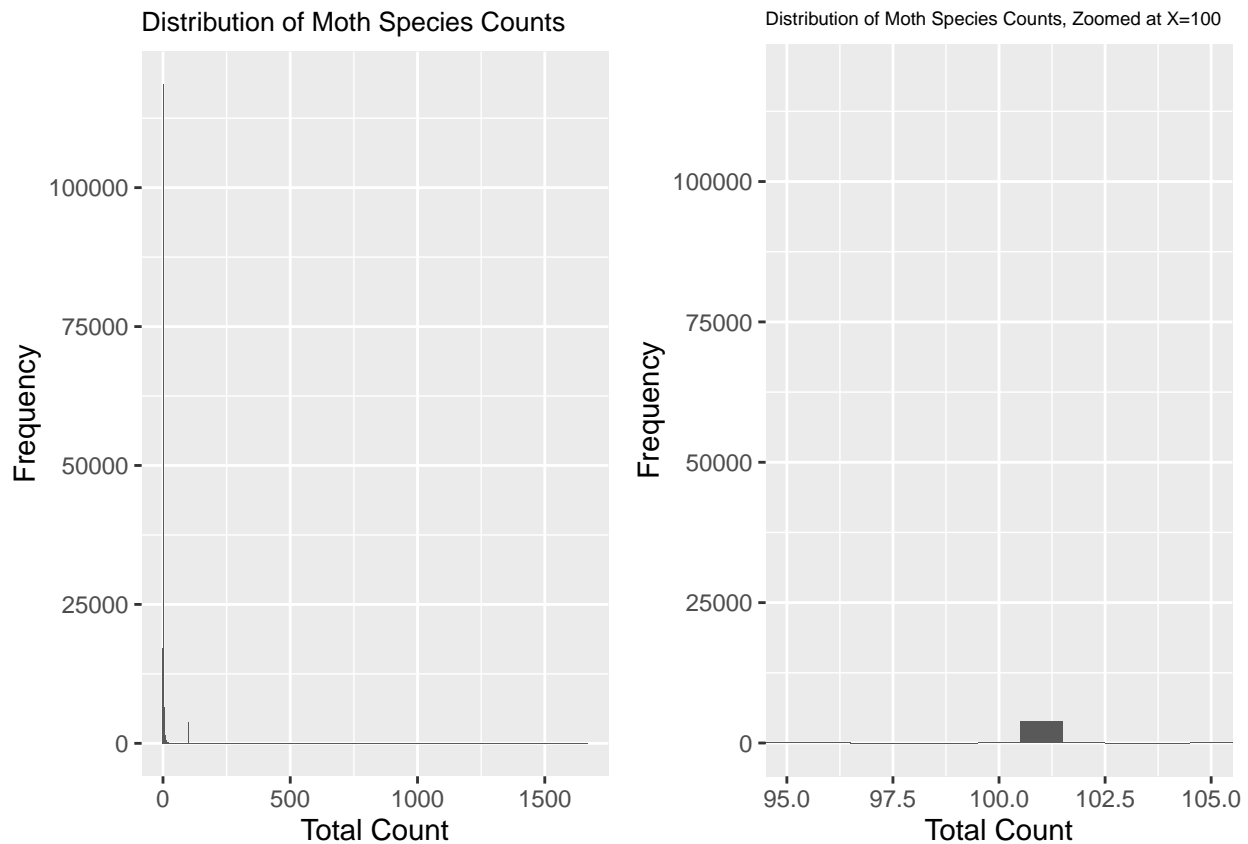 Distribution of Moth Species Counts
Frequency
100000
75000
50000
25000
0
0 500 1000 1500
Total Count
Distribution of Moth Species Counts, Zoomed at X=100
Frequency
100000
75000
50000
25000
0
95.0 97.5 100.0 102.5 105.0
Total Count